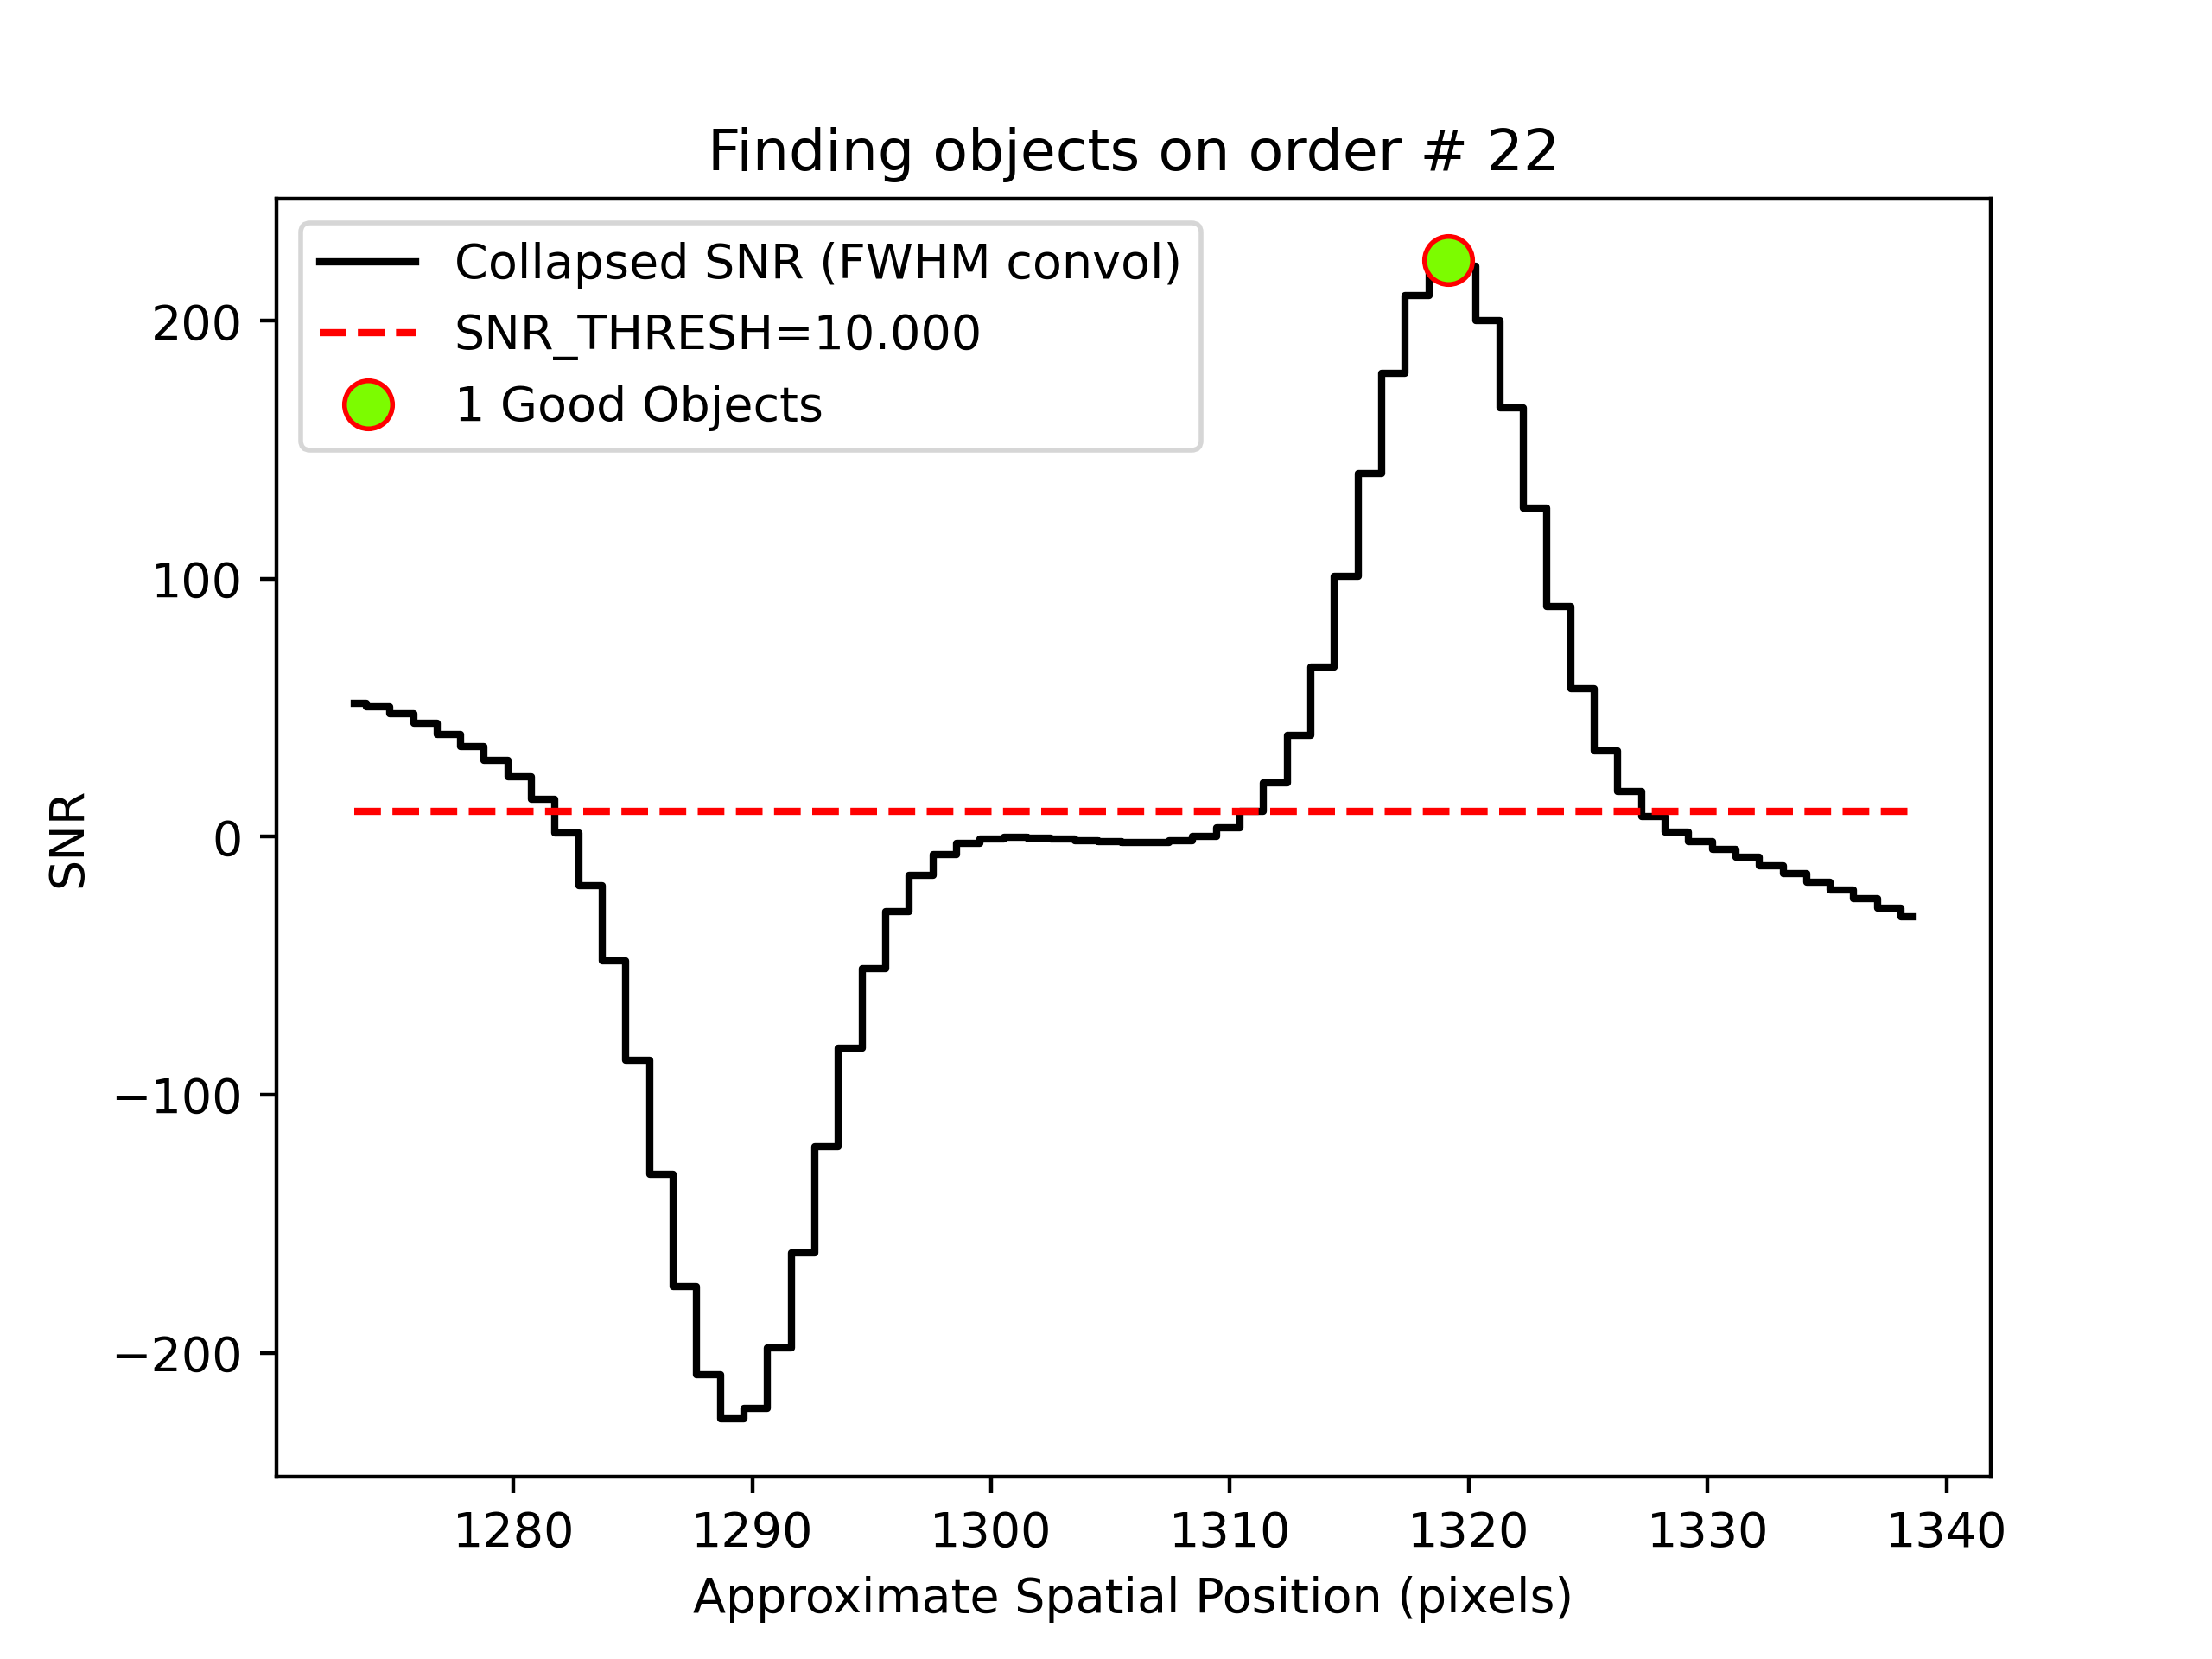 Finding objects on order # 22
Collapsed SNR (FWHM convol)
SNR_THRESH=10.000
1 Good Objects
200
100
0
−100
−200
SNR
1280
1290
1300
1310
1320
1330
1340
Approximate Spatial Position (pixels)